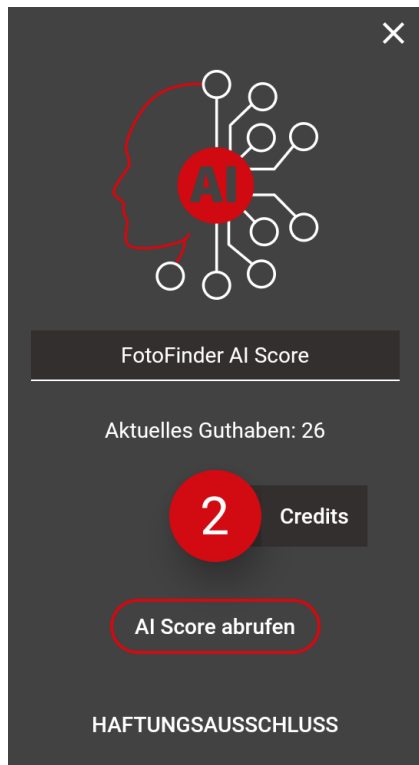 AI
FotoFinder AI Score
Aktuelles Guthaben: 26
2 Credits
AI Score abrufen
HAFTUNGSAUSSCHLUSS